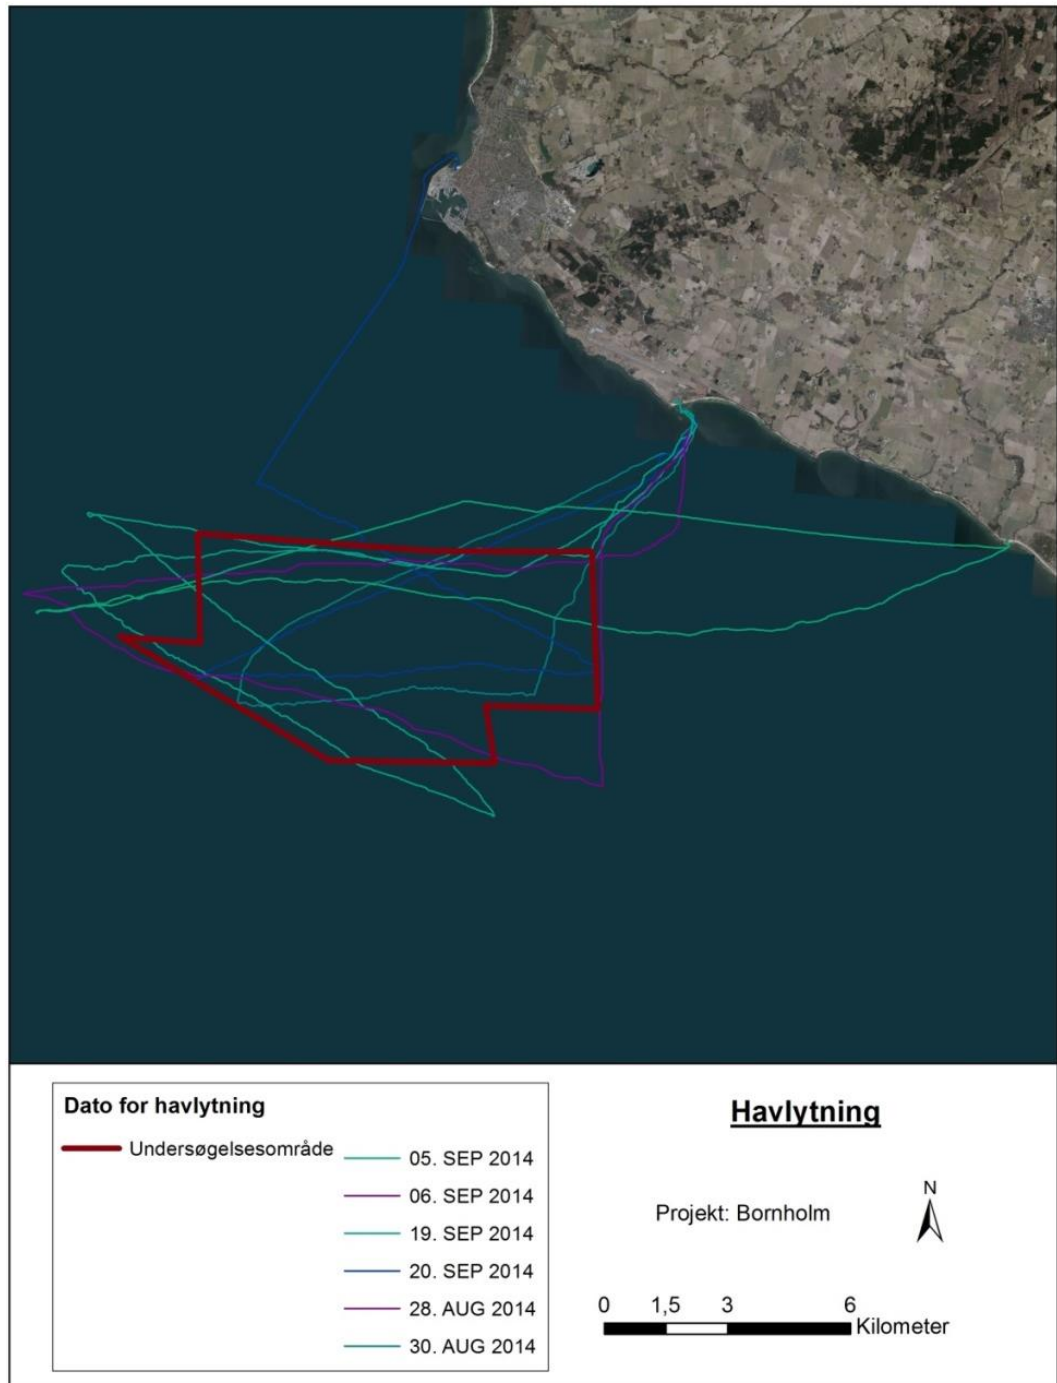 Dato for havlytning
Undersøgelsesområde
05. SEP 2014
06. SEP 2014
19. SEP 2014
20. SEP 2014
28. AUG 2014
30. AUG 2014
Havlytning
Projekt: Bornholm
N
0 1,5 3 6
Kilometer